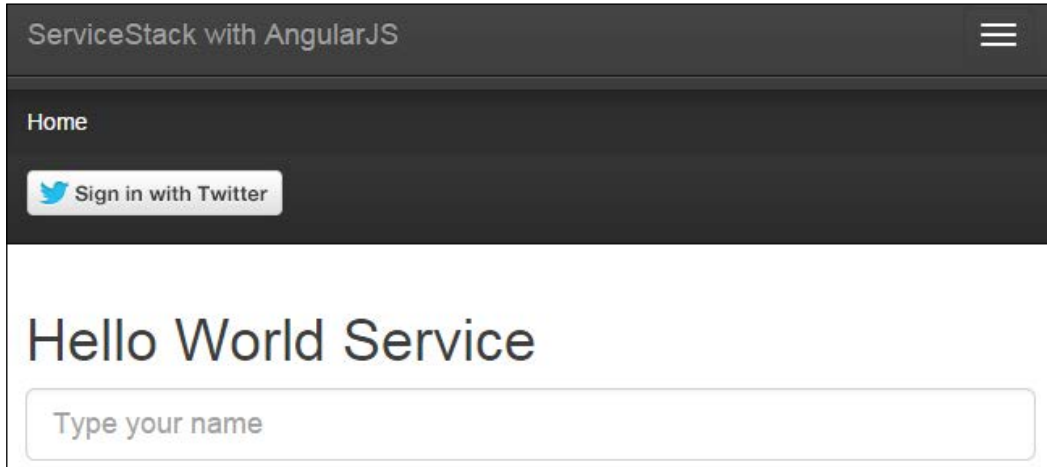 ServiceStack with AngularJS
Home
Sign in with Twitter
Hello World Service
Type your name